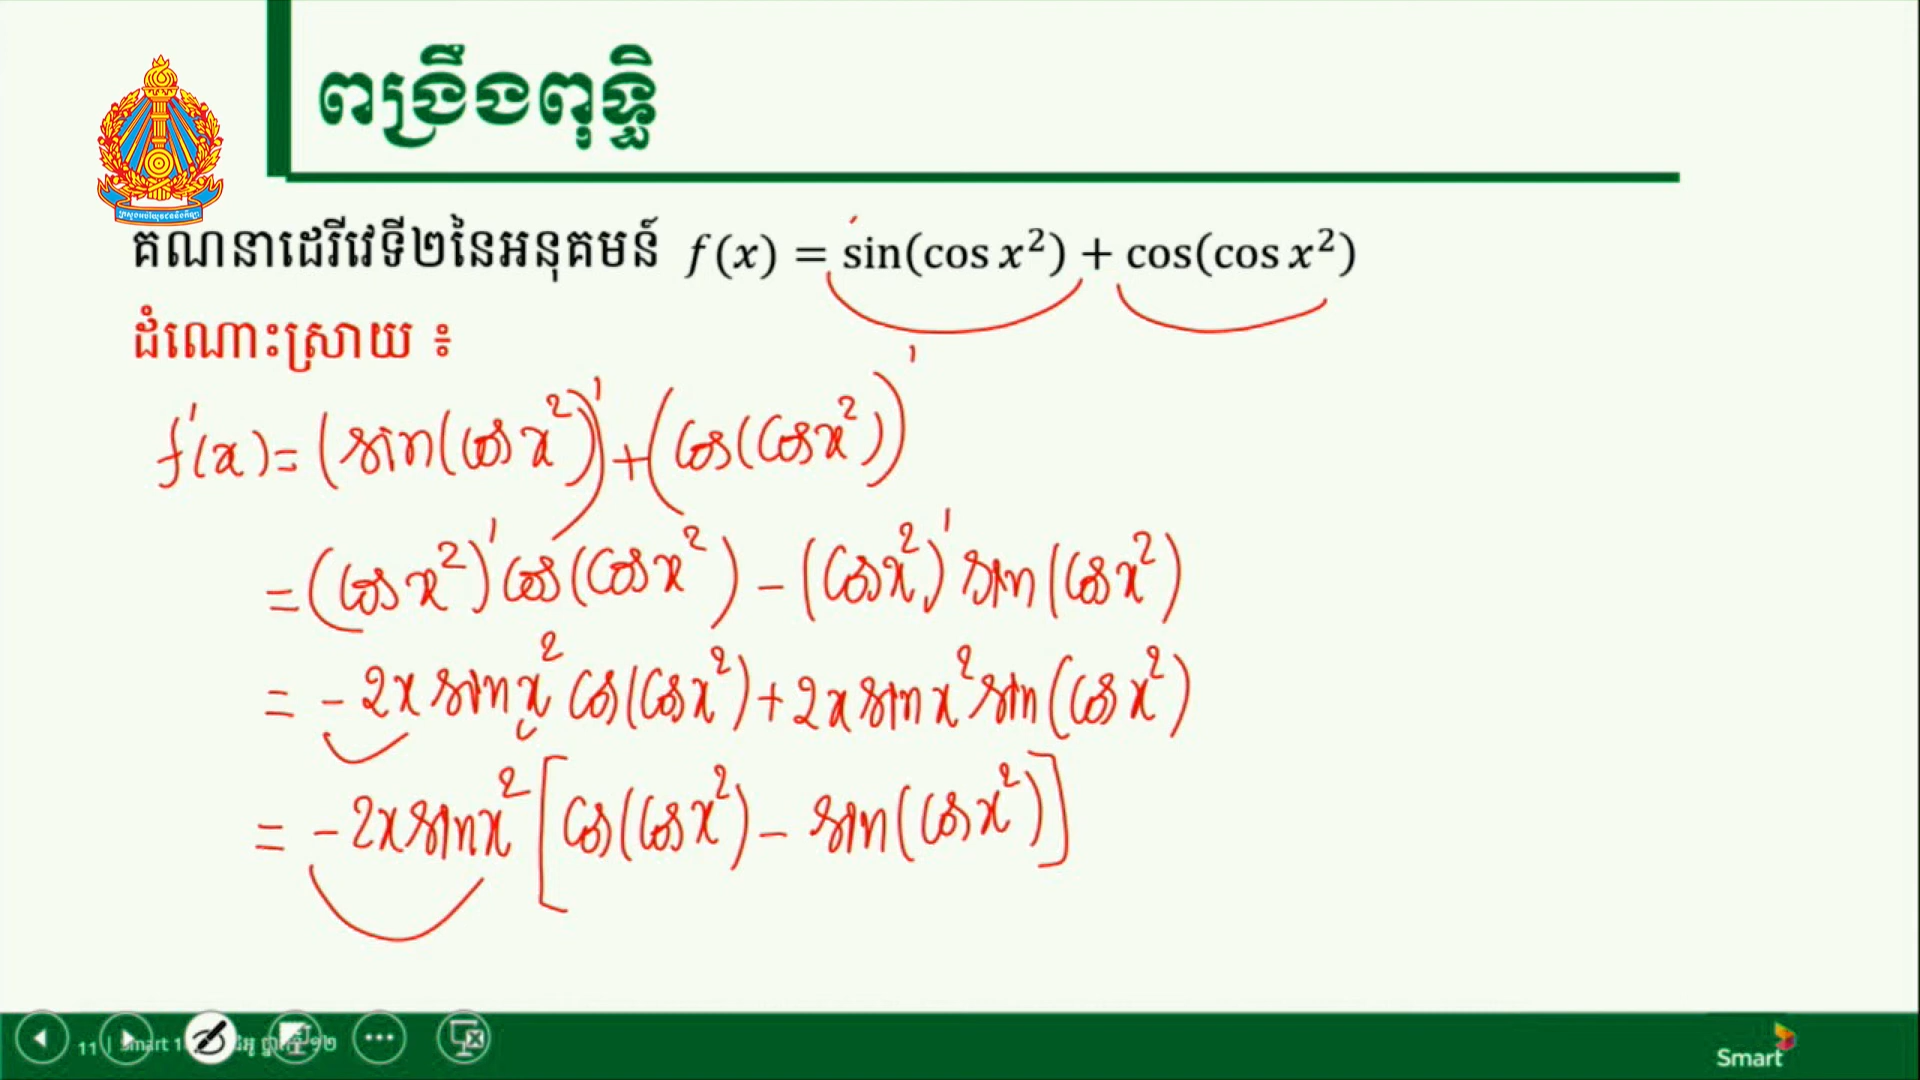 ពង្រឹងពុទ្ធិ
គណនាដេរីវេទី២នៃអនុគមន៍ f(x) = sin(cos x²) + cos(cos x²)
ដំណោះស្រាយ ៖
f'(x) = (sin(cos x²))' + (cos(cos x²))'
= (cos x²)' cos(cos x²) - (cos x²)' sin(cos x²)
= -2x sin x² cos(cos x²) + 2x sin x² sin(cos x²)
= -2x sin x² [cos(cos x²) - sin(cos x²)]
11 | Smart
Smart